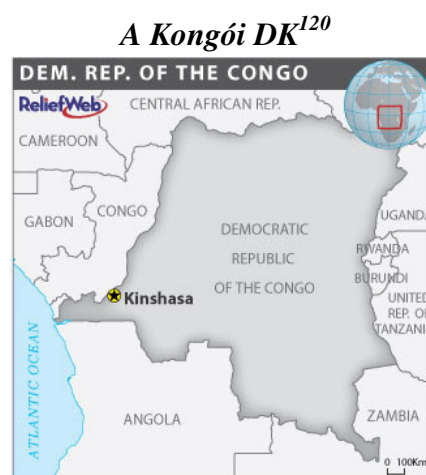 A Kongói DK120
DEM. REP. OF THE CONGO
ReliefWeb
CENTRAL AFRICAN REP.
CAMEROON
GABON
CONGO
DEMOCRATIC
REPUBLIC
OF THE CONGO
UGANDA
RWANDA
BURUNDI
UNITED
REP. OF
TANZANI
Kinshasa
ATLANTIC OCEAN
ANGOLA
ZAMBIA
0 100Km